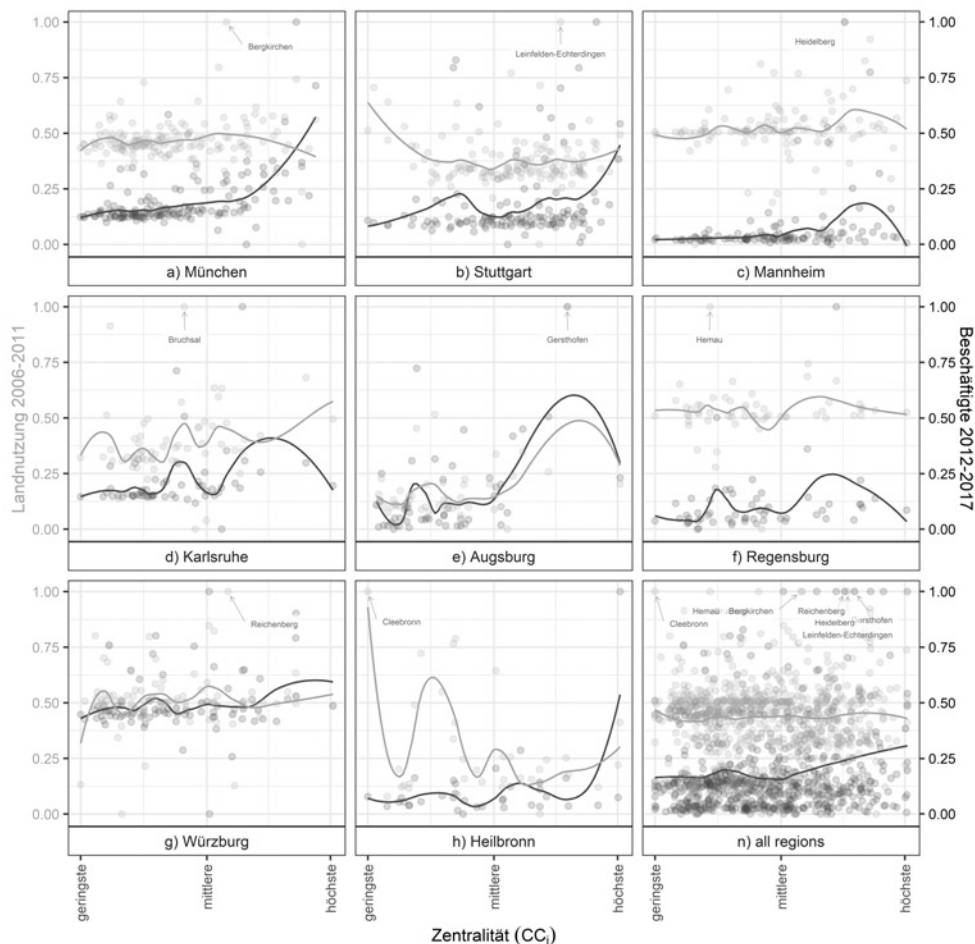 1.00
0.75
0.50
0.25
0.00
Bergkirchen
Leinfelden-Echterdingen
Heidelberg
1.00
0.75
0.50
0.25
0.00
a) München
b) Stuttgart
c) Mannheim
Landnutzung 2006-2011
1.00
0.75
0.50
0.25
0.00
Bruchsal
Gersthofen
Hemau
1.00
0.75
0.50
0.25
0.00
Beschäftigte 2012-2017
d) Karlsruhe
e) Augsburg
f) Regensburg
1.00
0.75
0.50
0.25
0.00
Reichenberg
Cleebronn
Hemau
Bergkirchen
Reichenberg
Cleebronn
Heidelberg
Gersthofen
Leinfelden-Echterdingen
1.00
0.75
0.50
0.25
0.00
g) Würzburg
h) Heilbronn
n) all regions
geringste
mittlere
höchste
geringste
mittlere
höchste
geringste
mittlere
höchste
Zentralität (CCi)